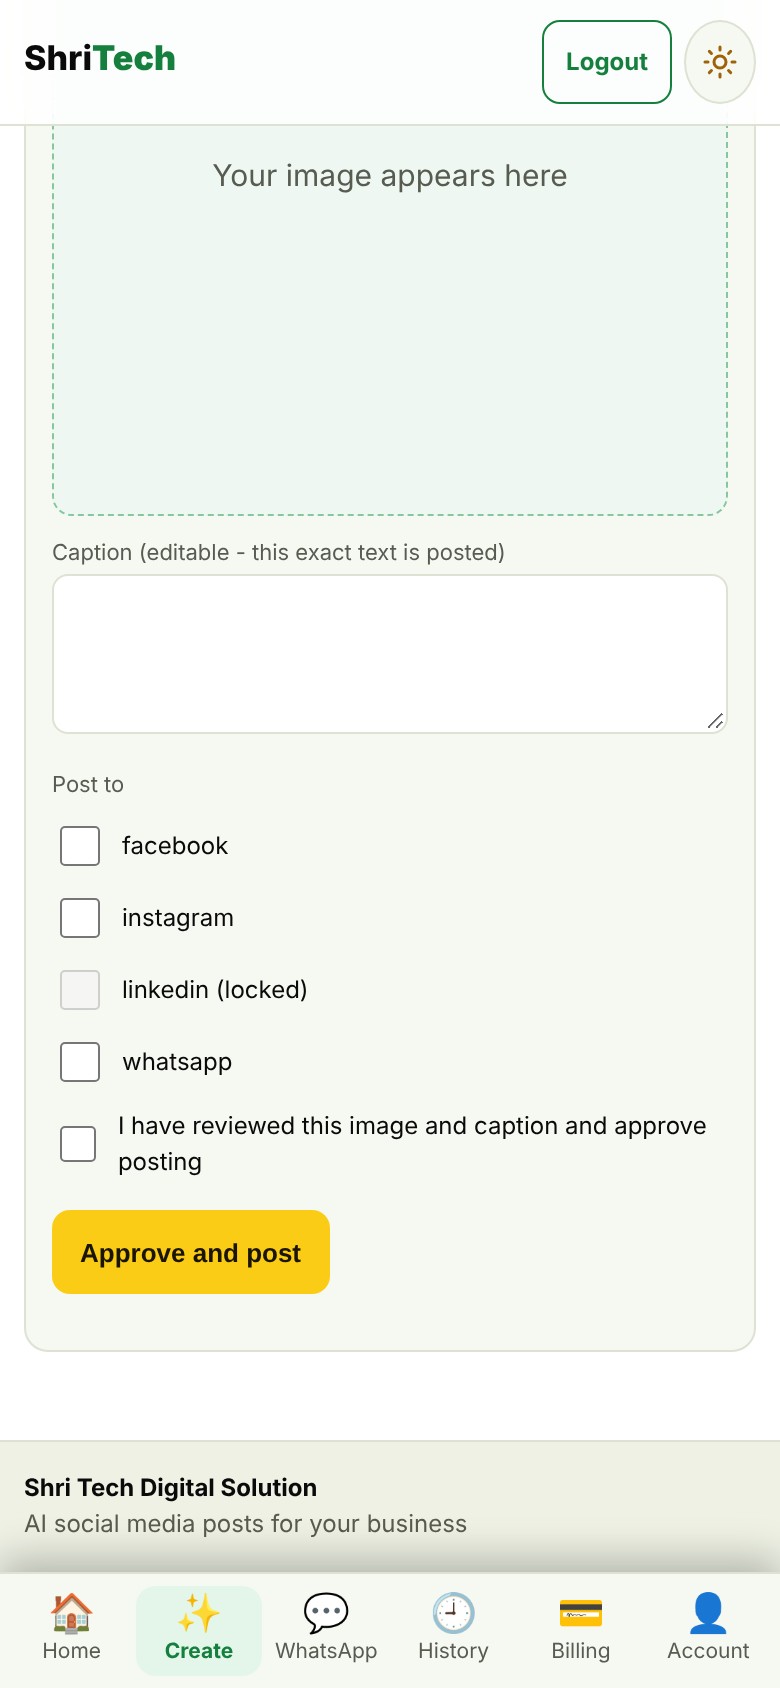 ShriTech
Logout
Your image appears here
Caption (editable - this exact text is posted)
Post to
facebook
instagram
linkedin (locked)
whatsapp
I have reviewed this image and caption and approve
posting
Approve and post
Shri Tech Digital Solution
AI social media posts for your business
Home
Create
WhatsApp
History
Billing
Account